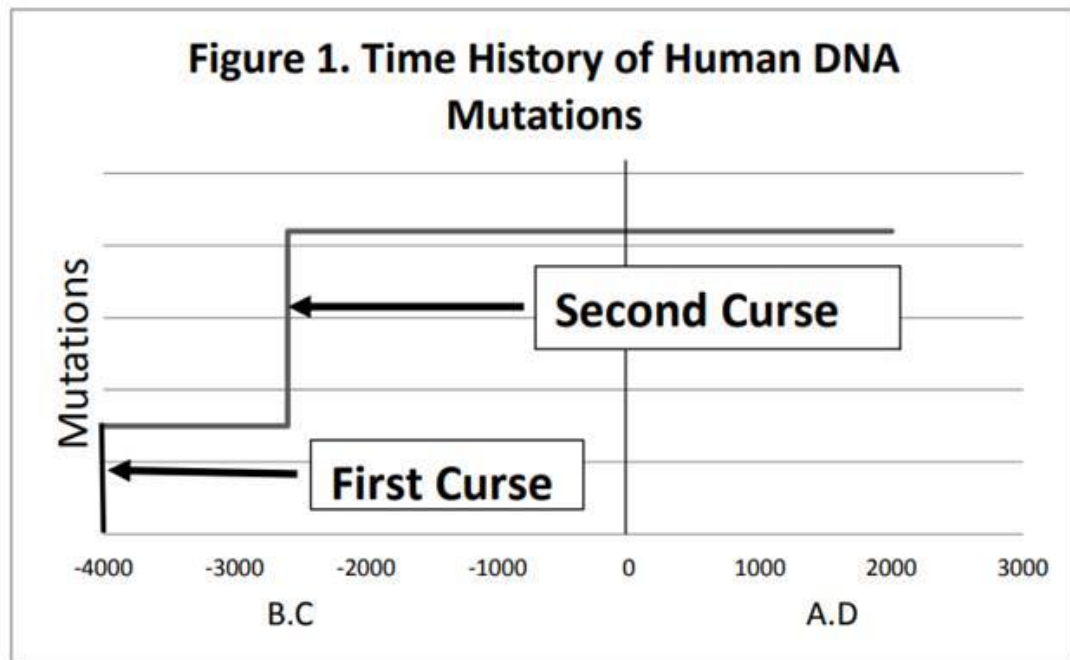 Figure 1. Time History of Human DNA
Mutations
Mutations
Second Curse
First Curse
-4000 -3000 -2000 -1000 0 1000 2000 3000
B.C A.D